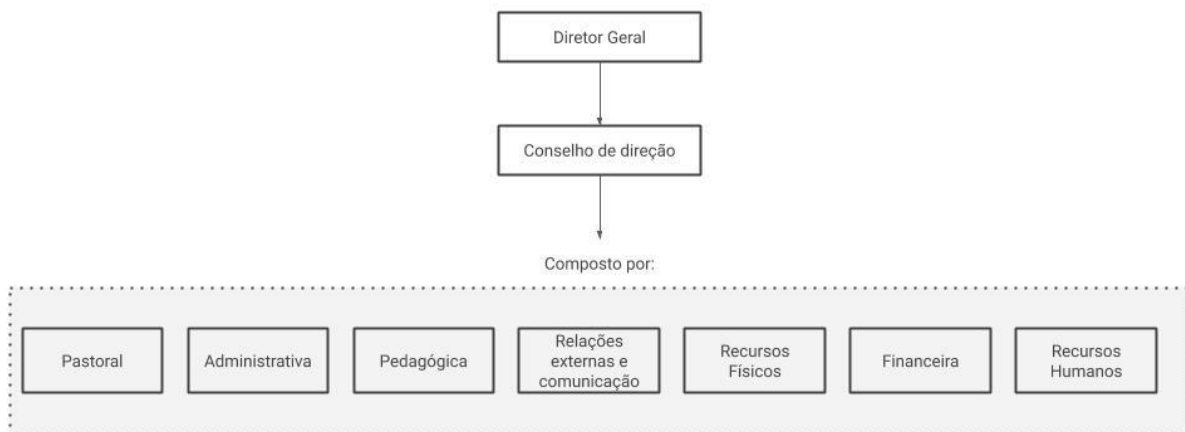 Diretor Geral
Conselho de direção
Composto por:
Pastoral
Administrativa
Pedagógica
Relações
externas e
comunicação
Recursos
Físicos
Financeira
Recursos
Humanos